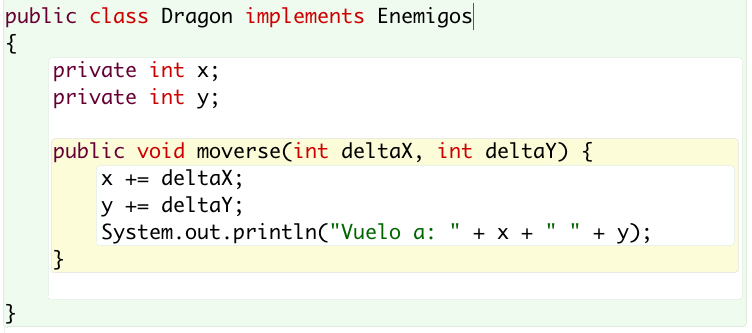 public class Dragon implements Enemigos
{
private int x;
private int y;
public void moverse(int deltaX, int deltaY) {
x += deltaX;
y += deltaY;
System.out.println("Vuelo a: " + x + " " + y);
}
}